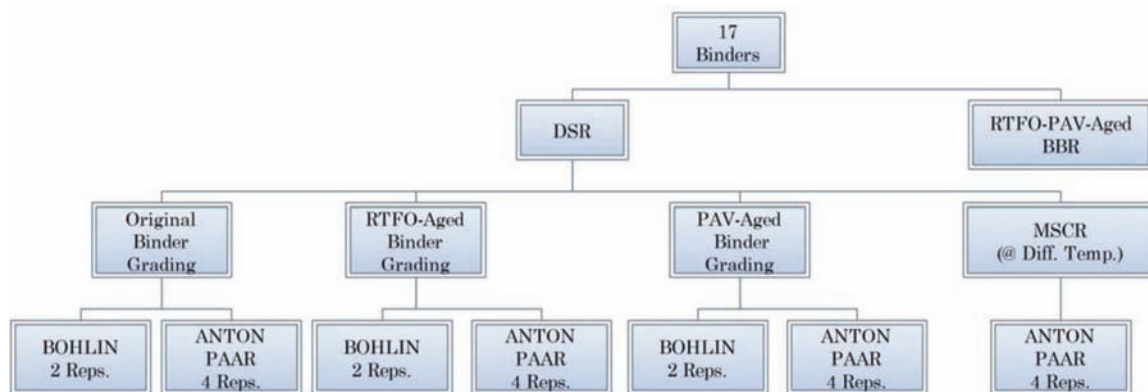 17
Binders
DSR
RTFO-PAV-Aged
BBR
Original
Binder
Grading
RTFO-Aged
Binder
Grading
PAV-Aged
Binder
Grading
MSCR
(@ Diff. Temp.)
BOHLIN
2 Reps.
ANTON
PAAR
4 Reps.
BOHLIN
2 Reps.
ANTON
PAAR
4 Reps.
BOHLIN
2 Reps.
ANTON
PAAR
4 Reps.
ANTON
PAAR
4 Reps.